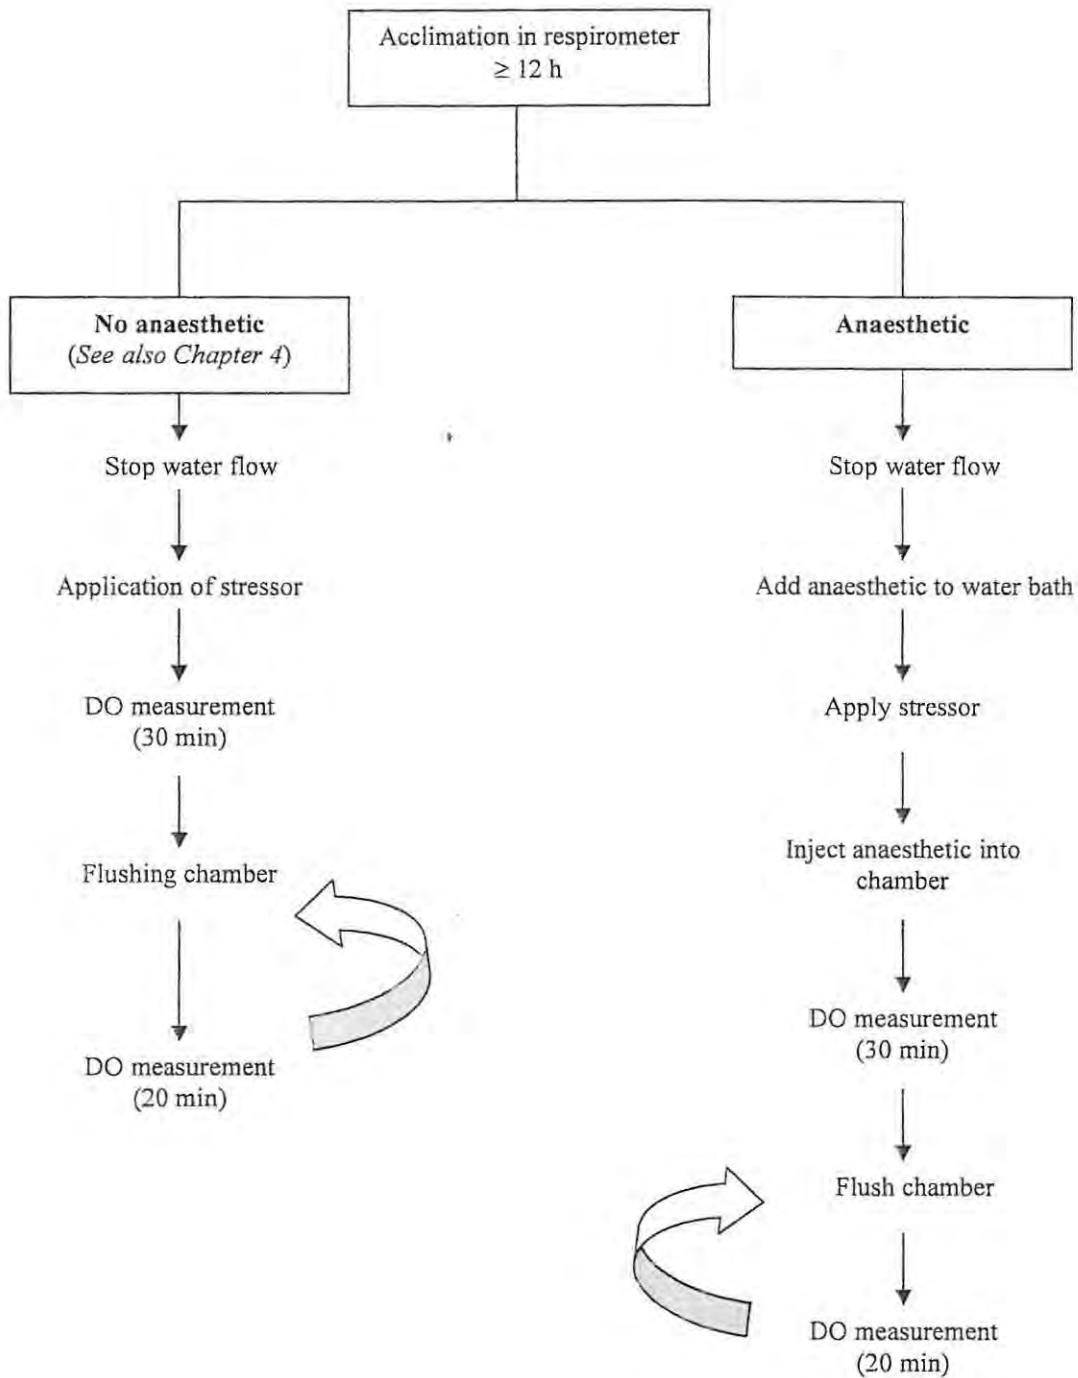 Acclimation in respirometer
≥ 12 h
No anaesthetic
(See also Chapter 4)
Stop water flow
Application of stressor
DO measurement
(30 min)
Flushing chamber
DO measurement
(20 min)
Anaesthetic
Stop water flow
Add anaesthetic to water bath
Apply stressor
Inject anaesthetic into
chamber
DO measurement
(30 min)
Flush chamber
DO measurement
(20 min)